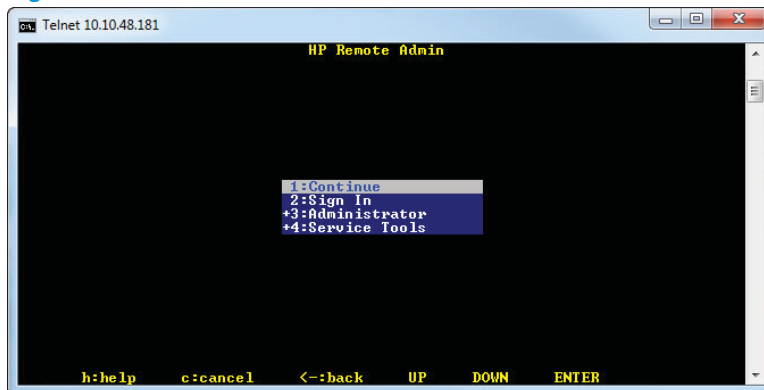 Telnet 10.10.48.181
HP Remote Admin
1:Continue
2:Sign In
+3:Administrator
+4:Service Tools
h:help c:cancel <-:back UP DOWN ENTER